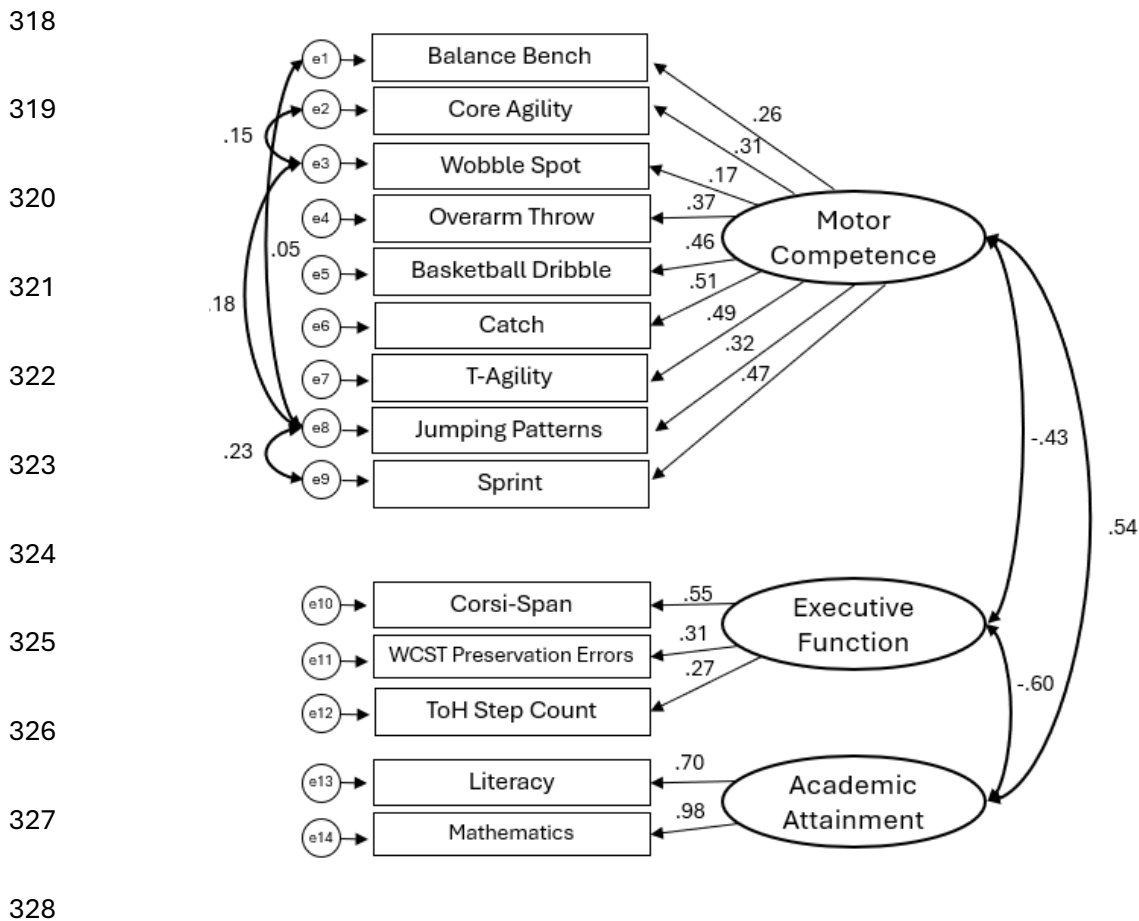 318
e1 Balance Bench
.26
319
e2 Core Agility
.15
.31
e3 Wobble Spot
.17
320
.37
e4 Overarm Throw
Motor
Competence
.46
.05
e5 Basketball Dribble
.51
321
.18
.49
e6 Catch
.32
322
e7 T-Agility
.47
e8 Jumping Patterns
-.43
.23
323
e9 Sprint
.54
324
.55
e10 Corsi-Span
Executive
Function
.31
325
e11 WCST Preservation Errors
.27
-.60
e12 ToH Step Count
326
.70
e13 Literacy
Academic
Attainment
.98
327
e14 Mathematics
328